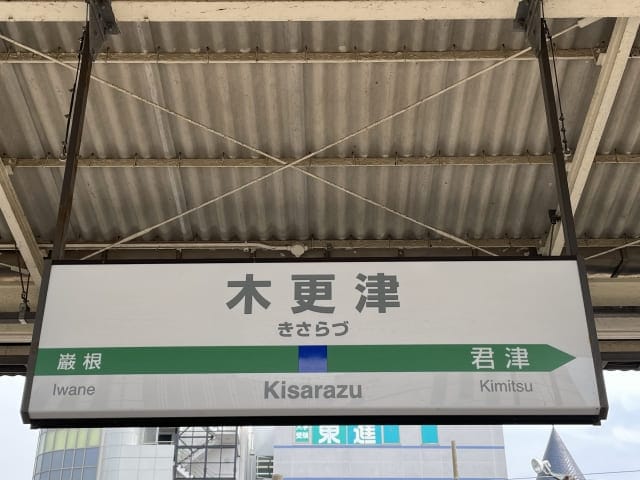 木更津
きさらづ
巌根
君津
Iwane
Kisarazu
Kimitsu
東進